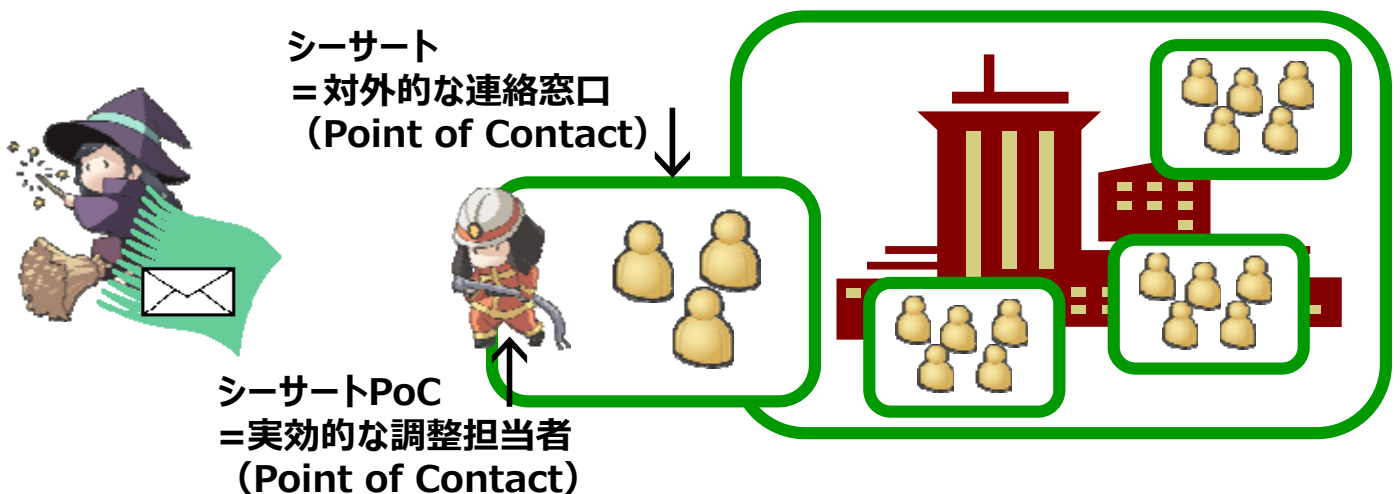 シーサート
＝対外的な連絡窓口
（Point of Contact）
シーサートPoC
=実効的な調整担当者
（Point of Contact）